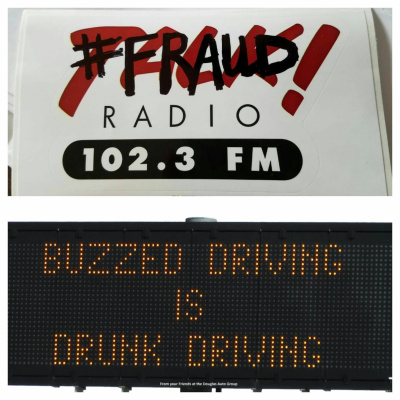 #FRAUD
RADIO
102.3 FM
BUZZED DRIVING
IS
DRUNK DRIVING
From your Friends at the Douglas Auto Group